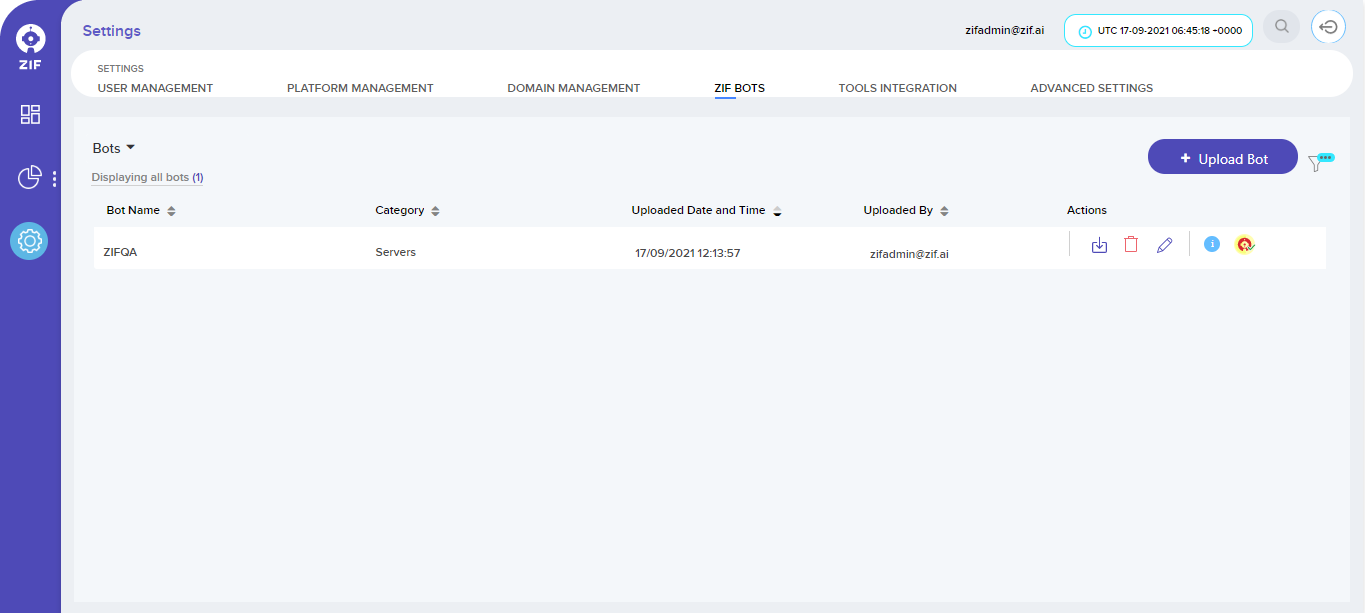 ZIF
Settings
zifadmin@zif.ai
UTC 17-09-2021 06:45:18 +0000
SETTINGS
USER MANAGEMENT
PLATFORM MANAGEMENT
DOMAIN MANAGEMENT
ZIF BOTS
TOOLS INTEGRATION
ADVANCED SETTINGS
Bots
+ Upload Bot
Displaying all bots (1)
Bot Name
Category
Uploaded Date and Time
Uploaded By
Actions
ZIFQA
Servers
17/09/2021 12:13:57
zifadmin@zif.ai